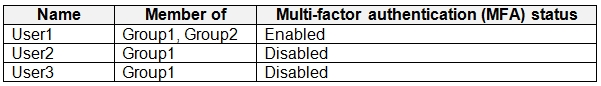 Name Member of Multi-factor authentication (MFA) status
User1 Group1, Group2 Enabled
User2 Group1 Disabled
User3 Group1 Disabled